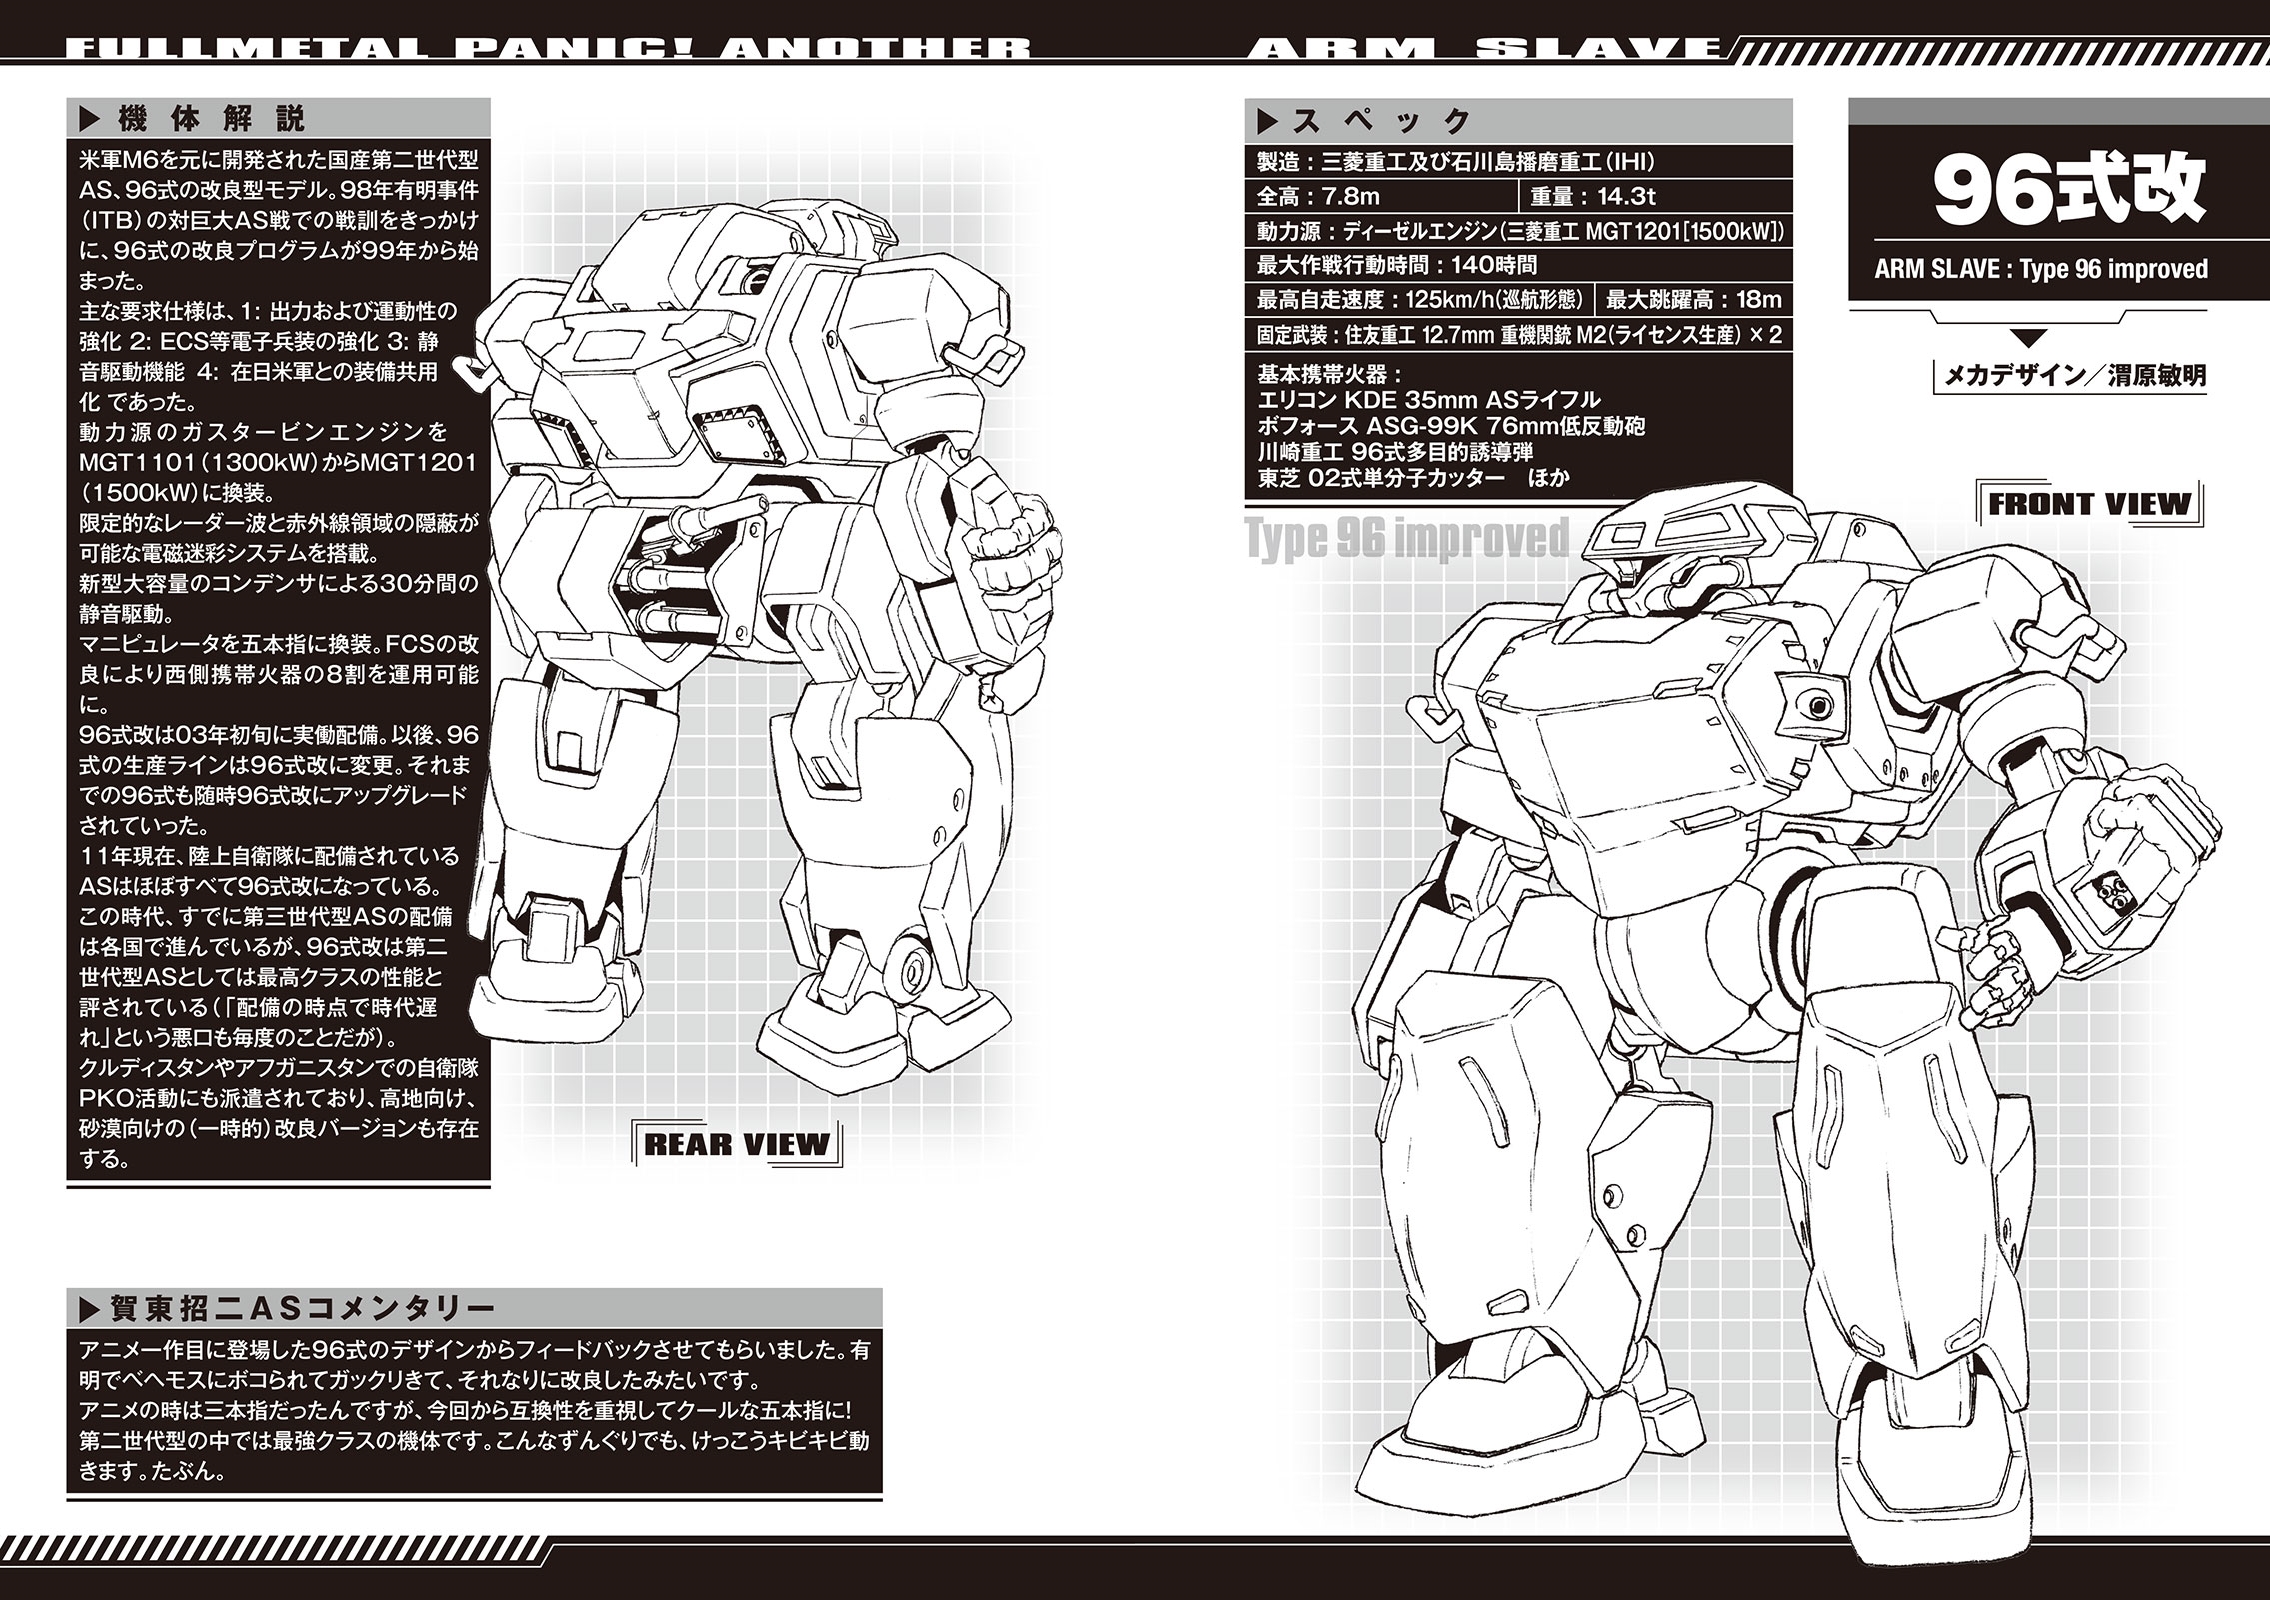 FULLMETAL PANIC! ANOTHER
ARM SLAVE
▶機体解説
米軍M6を元に開発された国産第二世代型
AS、96式の改良型モデル。98年有明事件
（ITB）の対巨大AS戦での戦訓をきっかけ
に、96式の改良プログラムが99年から始
まった。
主な要求仕様は、1: 出力および運動性の
強化 2: ECS等電子兵装の強化 3: 静
音駆動機能 4: 在日米軍との装備共用
化 であった。
動力源のガスタービンエンジンを
MGT1101（1300kW）からMGT1201
（1500kW）に換装。
限定的なレーダー波と赤外線領域の隠蔽が
可能な電磁迷彩システムを搭載。
新型大容量のコンデンサによる30分間の
静音駆動。
マニピュレータを五本指に換装。FCSの改
良により西側携帯火器の8割を運用可能
に。
96式改は03年初旬に実働配備。以後、96
式の生産ラインは96式改に変更。それま
での96式も随時96式改にアップグレード
されていった。
11年現在、陸上自衛隊に配備されている
ASはほぼすべて96式改になっている。
この時代、すでに第三世代型ASの配備
は各国で進んでいるが、96式改は第二
世代型ASとしては最高クラスの性能と
評されている（「配備の時点で時代遅
れ」という悪口も毎度のことだが）。
クルディスタンやアフガニスタンでの自衛隊
PKO活動にも派遣されており、高地向け、
砂漠向けの（一時的）改良バージョンも存在
する。
REAR VIEW
▶賀東招二ASコメンタリー
アニメ一作目に登場した96式のデザインからフィードバックさせてもらいました。有
明でベヘモスにボコられてガックリきて、それなりに改良したみたいです。
アニメの時は三本指だったんですが、今回から互換性を重視してクールな五本指に!
第二世代型の中では最強クラスの機体です。こんなずんぐりでも、けっこうキビキビ動
きます。たぶん。
▶スペック
製造：三菱重工及び石川島播磨重工（IHI）
全高：7.8m 重量：14.3t
動力源：ディーゼルエンジン（三菱重工 MGT1201[1500kW]）
最大作戦行動時間：140時間
最高自走速度：125km/h（巡航形態） 最大跳躍高：18m
固定武装：住友重工 12.7mm 重機関銃 M2（ライセンス生産）×2
基本携帯火器：
エリコン KDE 35mm ASライフル
ボフォース ASG-99K 76mm低反動砲
川崎重工 96式多目的誘導弾
東芝 02式単分子カッター ほか
Type 96 improved
96式改
ARM SLAVE : Type 96 improved
メカデザイン／渭原敏明
FRONT VIEW